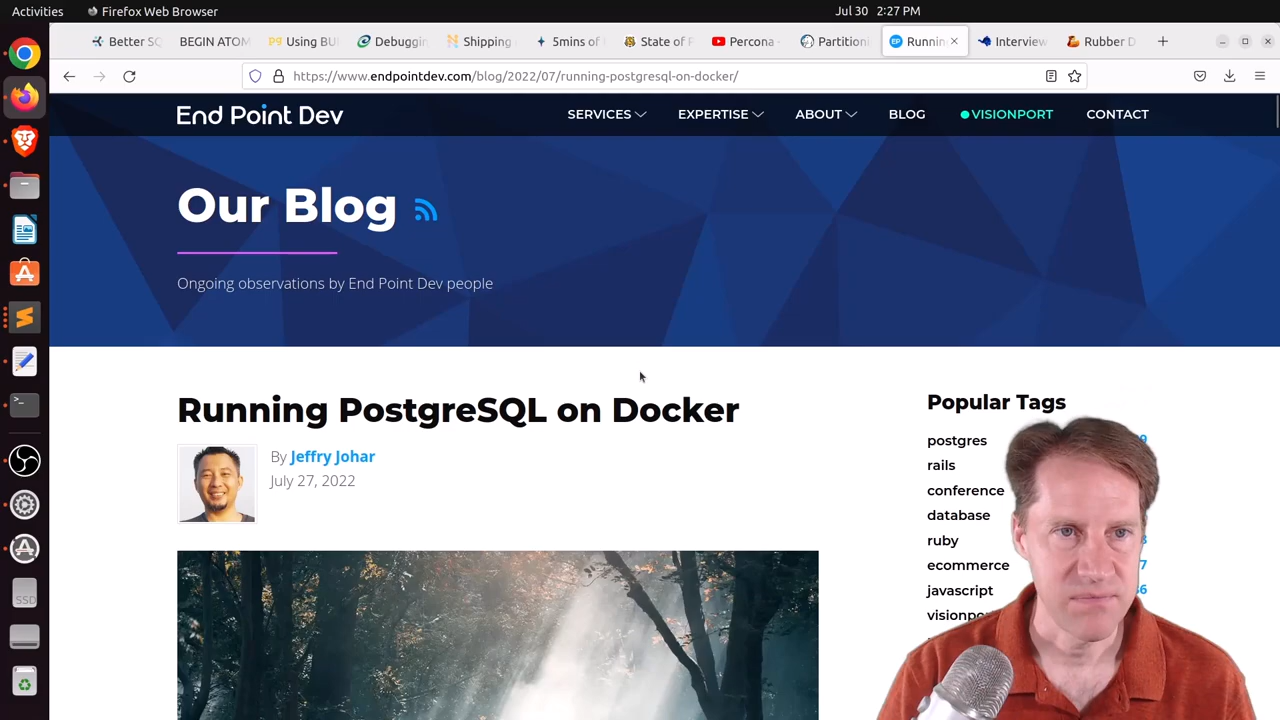 Activities
Firefox Web Browser
Jul 30 2:27 PM
Better SQ
BEGIN ATOM
Using BU
Debuggin
Shipping
5mins of
State of P
Percona -
Partition
Runnin
Interview
Rubber D
https://www.endpointdev.com/blog/2022/07/running-postgresql-on-docker/
End Point Dev
SERVICES
EXPERTISE
ABOUT
BLOG
VISIONPORT
CONTACT
Our Blog
Ongoing observations by End Point Dev people
Running PostgreSQL on Docker
By Jeffry Johar
July 27, 2022
Popular Tags
postgres
rails
conference
database
ruby
ecommerce
javascript
visionpo
SSD